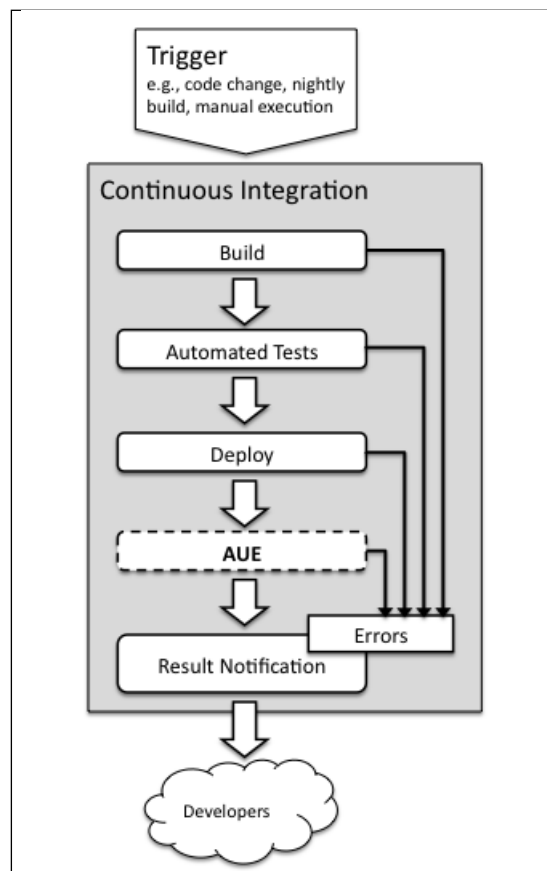 Trigger
e.g., code change, nightly
build, manual execution
Continuous Integration
Build
Automated Tests
Deploy
AUE
Errors
Result Notification
Developers